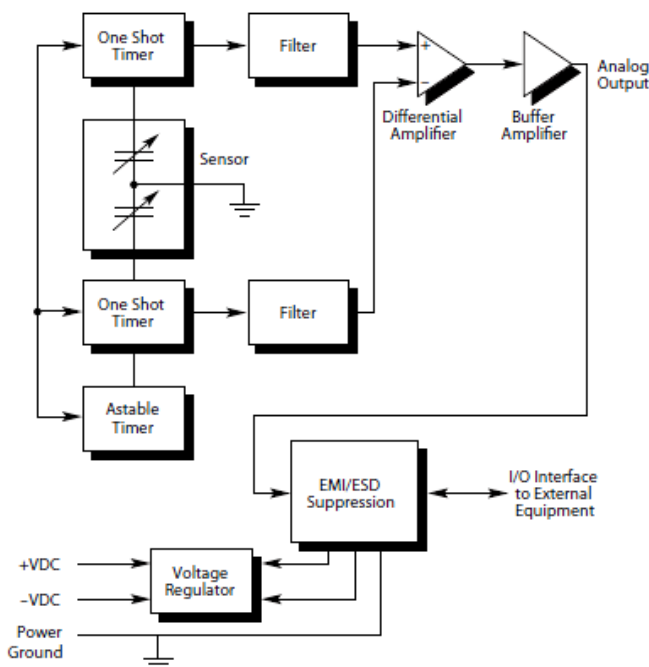 One Shot
Timer
Filter
+
−
Differential
Amplifier
Buffer
Amplifier
Analog
Output
Sensor
One Shot
Timer
Filter
Astable
Timer
EMI/ESD
Suppression
I/O Interface
to External
Equipment
+VDC
−VDC
Voltage
Regulator
Power
Ground